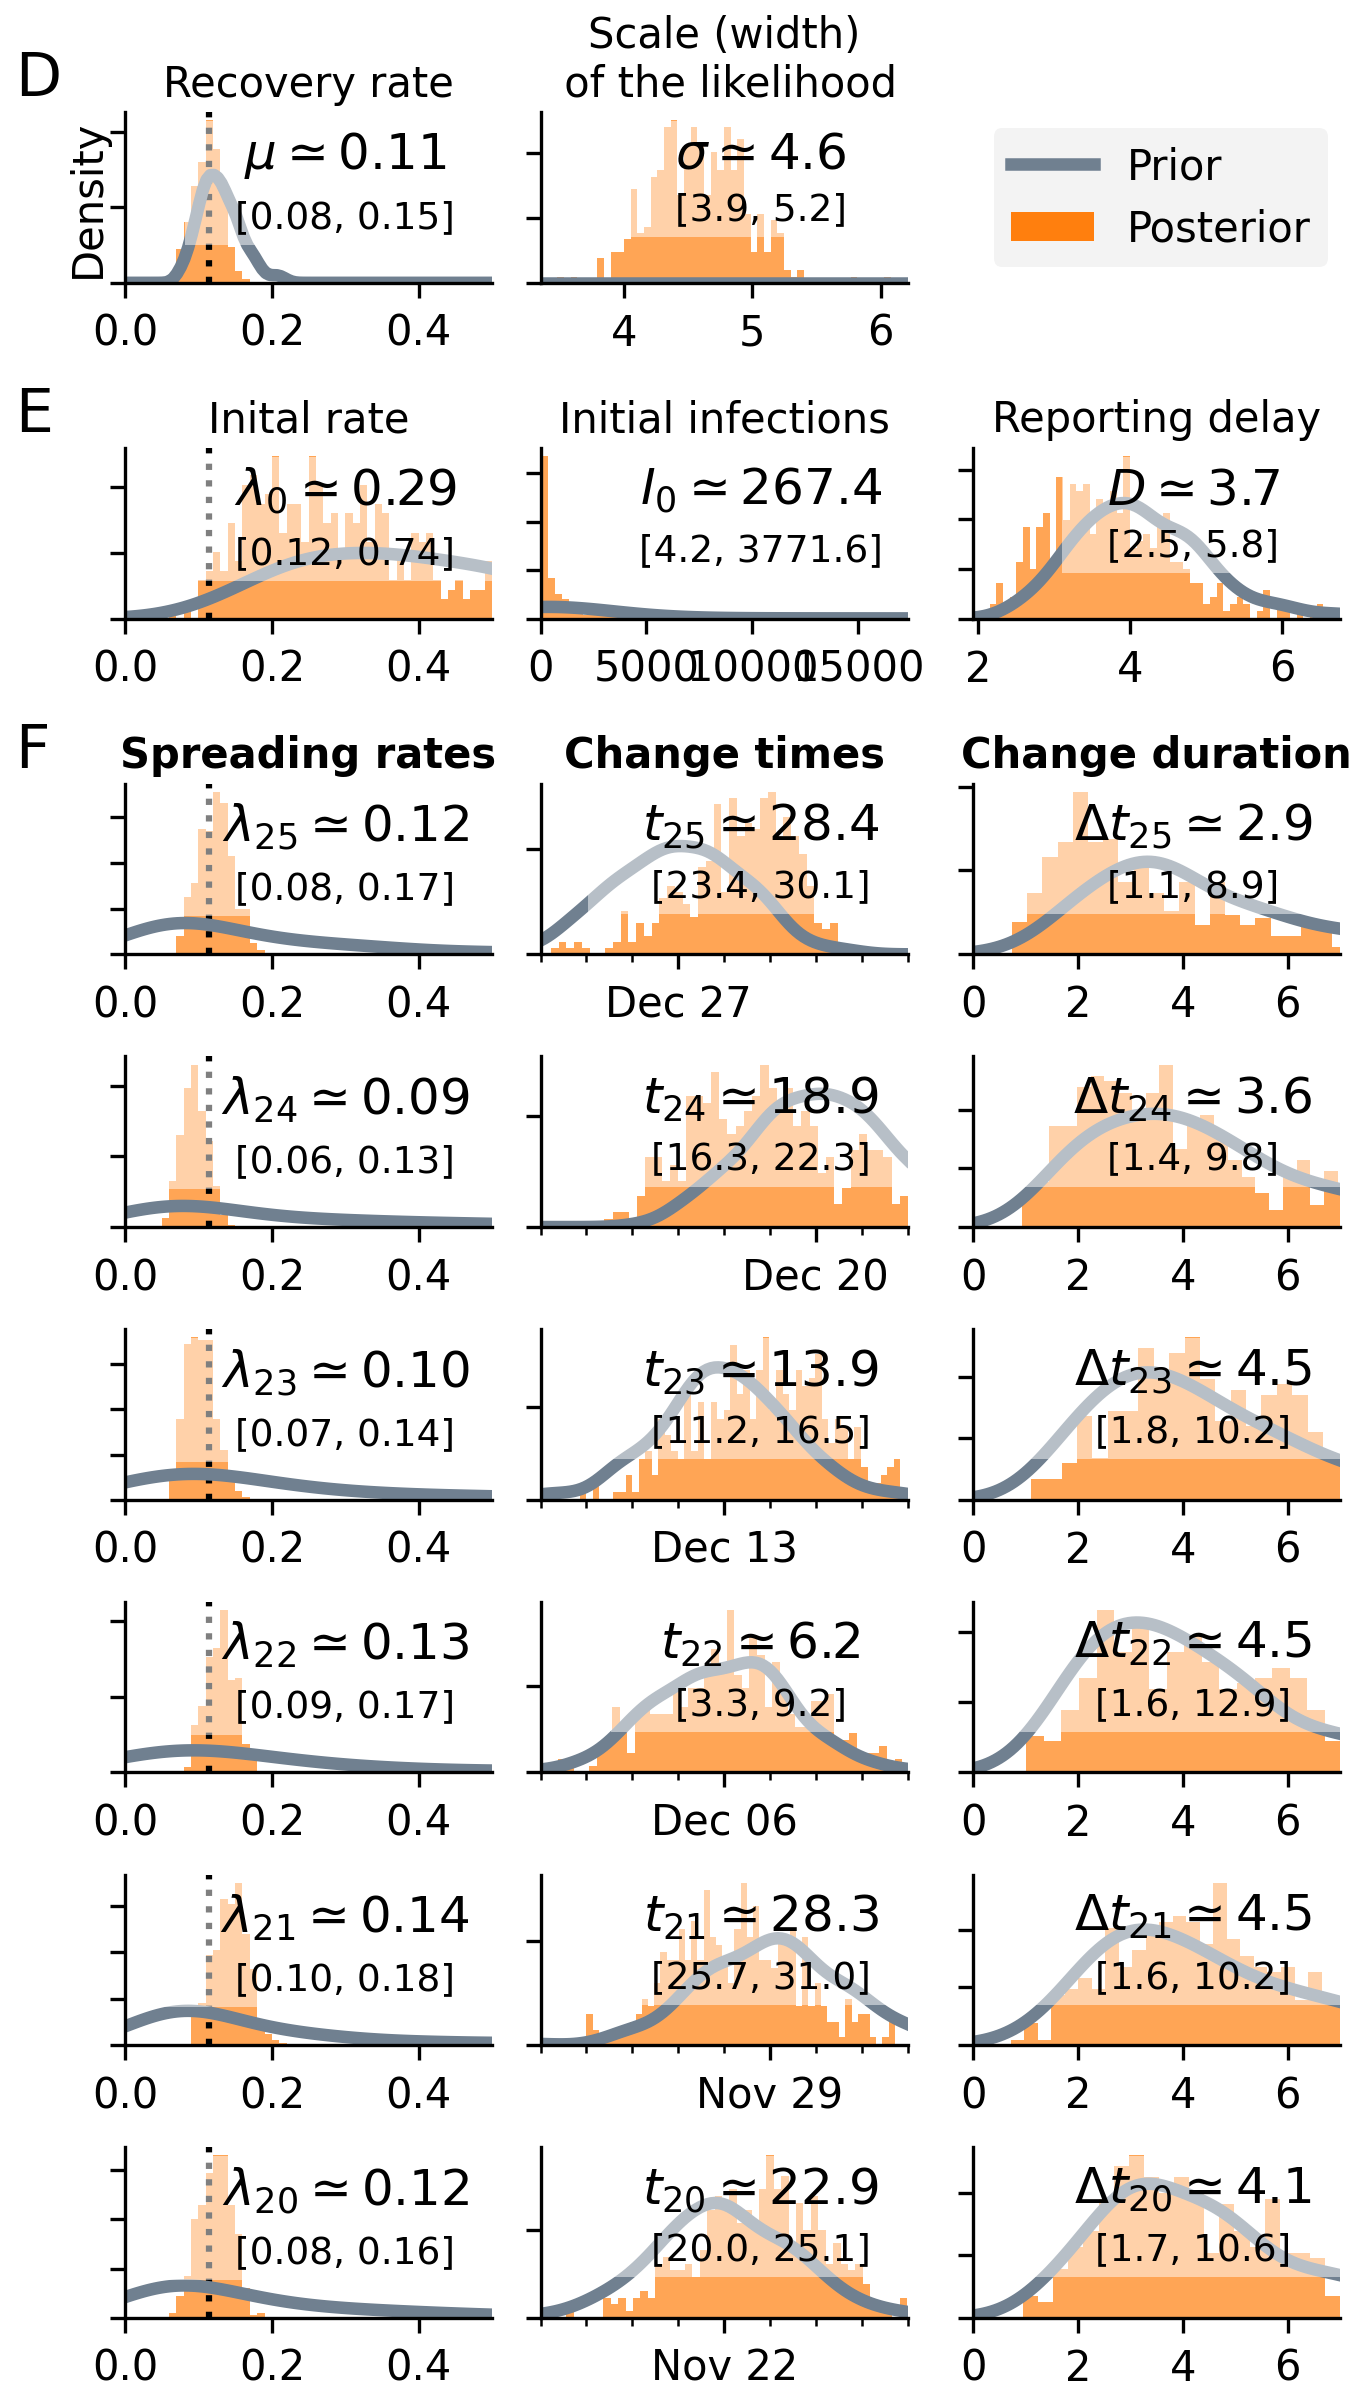 D
Recovery rate
Scale (width)
of the likelihood
Density
μ ≃ 0.11
[0.08, 0.15]
0.0 0.2 0.4
σ ≃ 4.6
[3.9, 5.2]
4 5 6
Prior
Posterior
E
Inital rate
Initial infections
Reporting delay
λ0 ≃ 0.29
[0.12, 0.74]
0.0 0.2 0.4
I0 ≃ 267.4
[4.2, 3771.6]
0 5000 10000 15000
D ≃ 3.7
[2.5, 5.8]
2 4 6
F
Spreading rates
Change times
Change duration
λ25 ≃ 0.12
[0.08, 0.17]
0.0 0.2 0.4
t25 ≃ 28.4
[23.4, 30.1]
Dec 27
Δt25 ≃ 2.9
[1.1, 8.9]
0 2 4 6
λ24 ≃ 0.09
[0.06, 0.13]
0.0 0.2 0.4
t24 ≃ 18.9
[16.3, 22.3]
Dec 20
Δt24 ≃ 3.6
[1.4, 9.8]
0 2 4 6
λ23 ≃ 0.10
[0.07, 0.14]
0.0 0.2 0.4
t23 ≃ 13.9
[11.2, 16.5]
Dec 13
Δt23 ≃ 4.5
[1.8, 10.2]
0 2 4 6
λ22 ≃ 0.13
[0.09, 0.17]
0.0 0.2 0.4
t22 ≃ 6.2
[3.3, 9.2]
Dec 06
Δt22 ≃ 4.5
[1.6, 12.9]
0 2 4 6
λ21 ≃ 0.14
[0.10, 0.18]
0.0 0.2 0.4
t21 ≃ 28.3
[25.7, 31.0]
Nov 29
Δt21 ≃ 4.5
[1.6, 10.2]
0 2 4 6
λ20 ≃ 0.12
[0.08, 0.16]
0.0 0.2 0.4
t20 ≃ 22.9
[20.0, 25.1]
Nov 22
Δt20 ≃ 4.1
[1.7, 10.6]
0 2 4 6